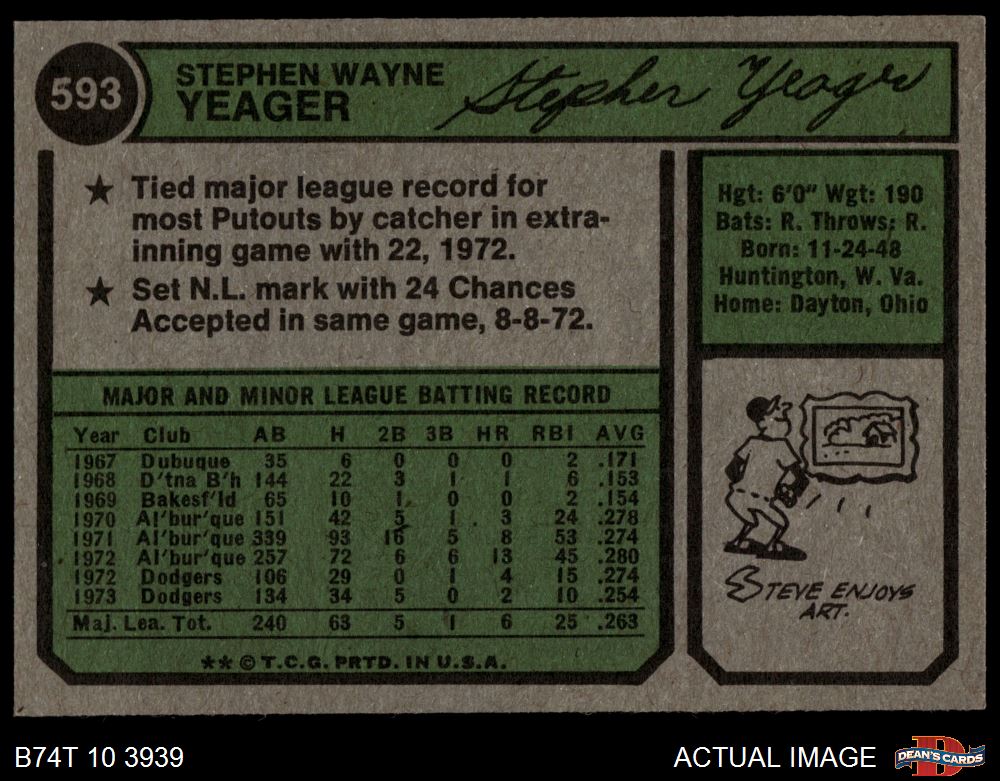 593
STEPHEN WAYNE
YEAGER
Stephen Yeager
★ Tied major league record for
most Putouts by catcher in extra-
inning game with 22, 1972.
★ Set N.L. mark with 24 Chances
Accepted in same game, 8-8-72.
Hgt: 6'0" Wgt: 190
Bats: R. Throws: R.
Born: 11-24-48
Huntington, W. Va.
Home: Dayton, Ohio
MAJOR AND MINOR LEAGUE BATTING RECORD
Year Club AB H 2B 3B HR RBI AVG
1967 Dubuque 35 6 0 0 0 2 .171
1968 D'tna B'h 144 22 3 1 1 6 .153
1969 Bakesf'ld 65 10 1 0 0 2 .154
1970 Al'bur'que 151 42 5 1 3 24 .278
1971 Al'bur'que 339 93 16 5 8 53 .274
1972 Al'bur'que 257 72 6 6 13 45 .280
1972 Dodgers 106 29 0 1 4 15 .274
1973 Dodgers 134 34 5 0 2 10 .254
Maj. Lea. Tot. 240 63 5 1 6 25 .263
** © T.C.G. PRTD. IN U.S.A.
STEVE ENJOYS
ART.
B74T 10 3939
ACTUAL IMAGE
D
DEAN'S CARDS